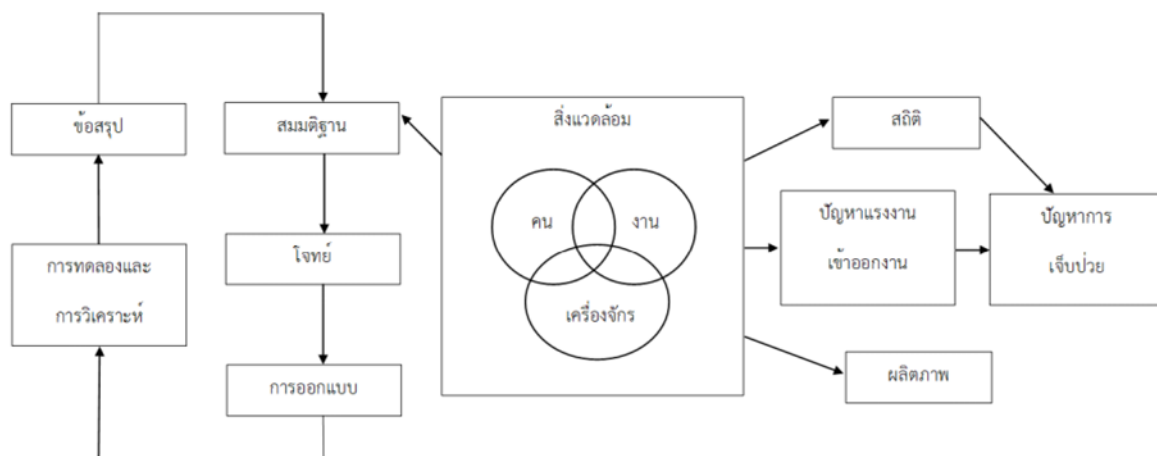 ข้อสรุป
สมมติฐาน
สิ่งแวดล้อม
สถิติ
คน
งาน
เครื่องจักร
ปัญหาแรงงาน
เข้าออกงาน
ปัญหาการ
เจ็บป่วย
การทดลองและ
การวิเคราะห์
โจทย์
การออกแบบ
ผลิตภาพ